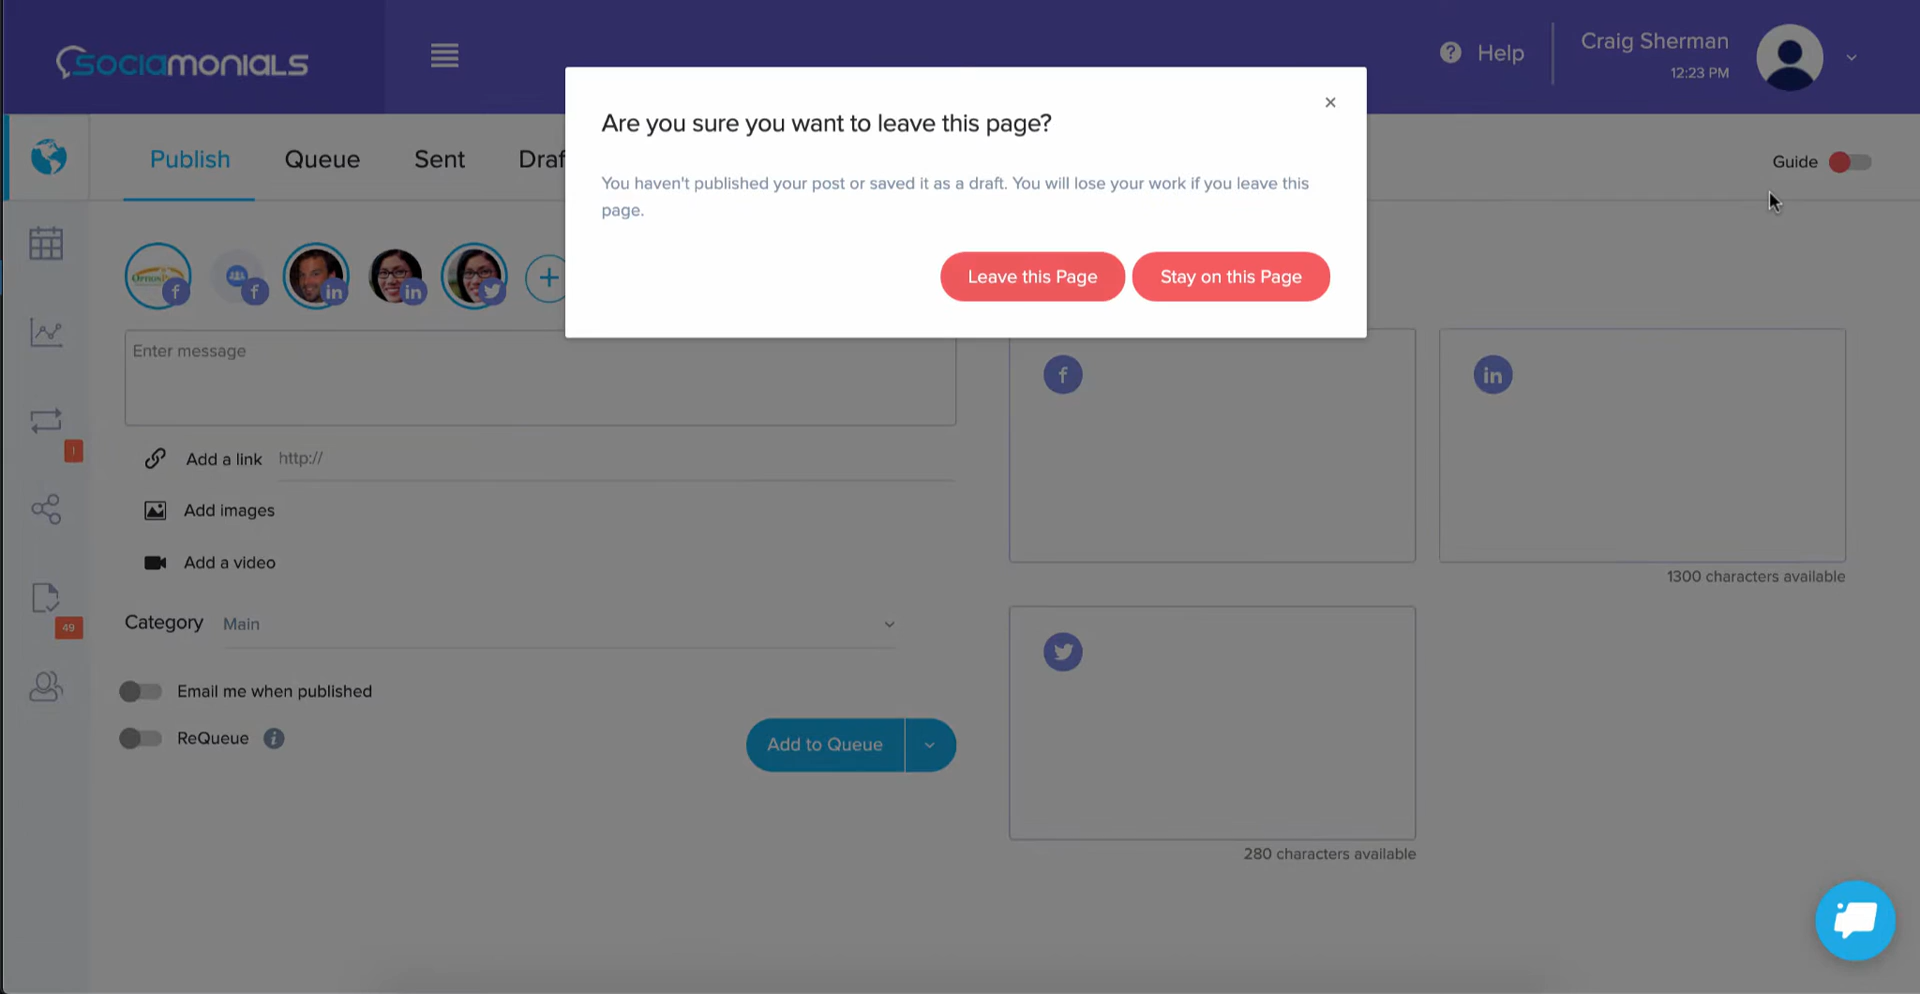 SOCIAMONIALS
Help
Craig Sherman
12:23 PM
Are you sure you want to leave this page?
You haven't published your post or saved it as a draft. You will lose your work if you leave this
page.
Leave this Page
Stay on this Page
Publish
Queue
Sent
Draf
Guide
f
f
in
in
Enter message
Add a link http://
Add images
Add a video
Category Main
Email me when published
ReQueue i
Add to Queue
f
in
1300 characters available
280 characters available
!
49